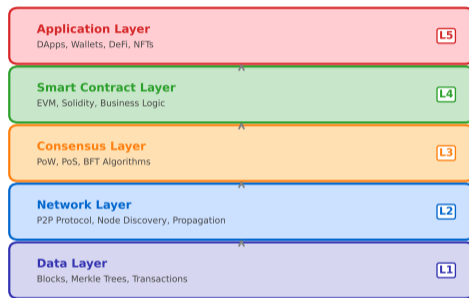 Application Layer
DApps, Wallets, DeFi, NFTs
L5
Smart Contract Layer
EVM, Solidity, Business Logic
L4
Consensus Layer
PoW, PoS, BFT Algorithms
L3
Network Layer
P2P Protocol, Node Discovery, Propagation
L2
Data Layer
Blocks, Merkle Trees, Transactions
L1